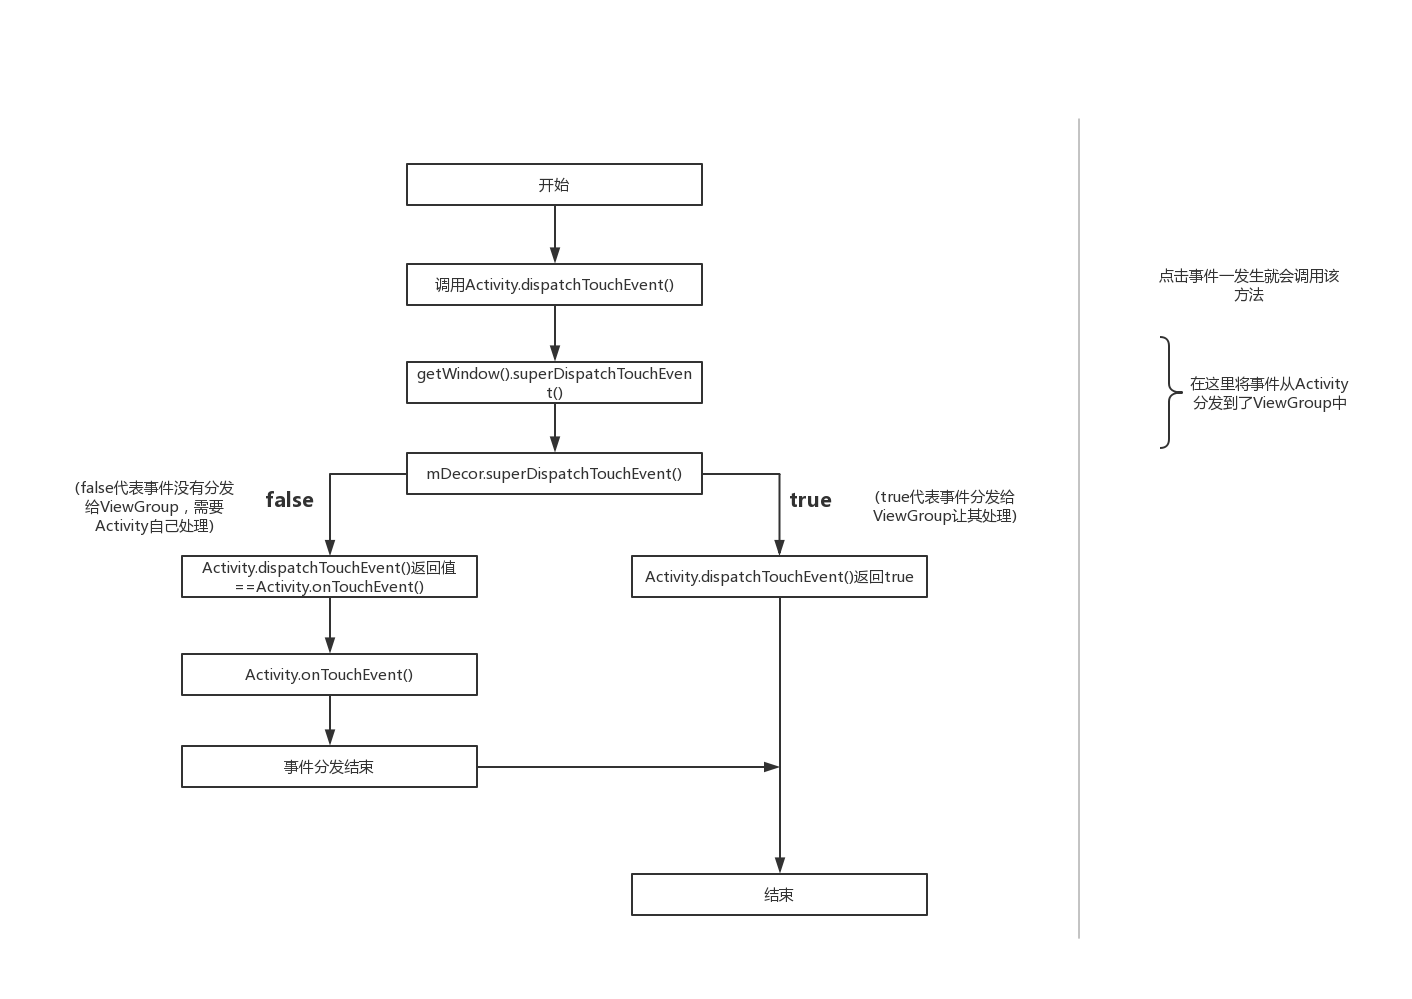 开始
调用Activity.dispatchTouchEvent()
点击事件一发生就会调用该
方法
getWindow().superDispatchTouchEven
t()
在这里将事件从Activity
分发到了ViewGroup中
mDecor.superDispatchTouchEvent()
(false代表事件没有分发
给ViewGroup，需要
Activity自己处理)
false
true
(true代表事件分发给
ViewGroup让其处理)
Activity.dispatchTouchEvent()返回值
==Activity.onTouchEvent()
Activity.dispatchTouchEvent()返回true
Activity.onTouchEvent()
事件分发结束
结束